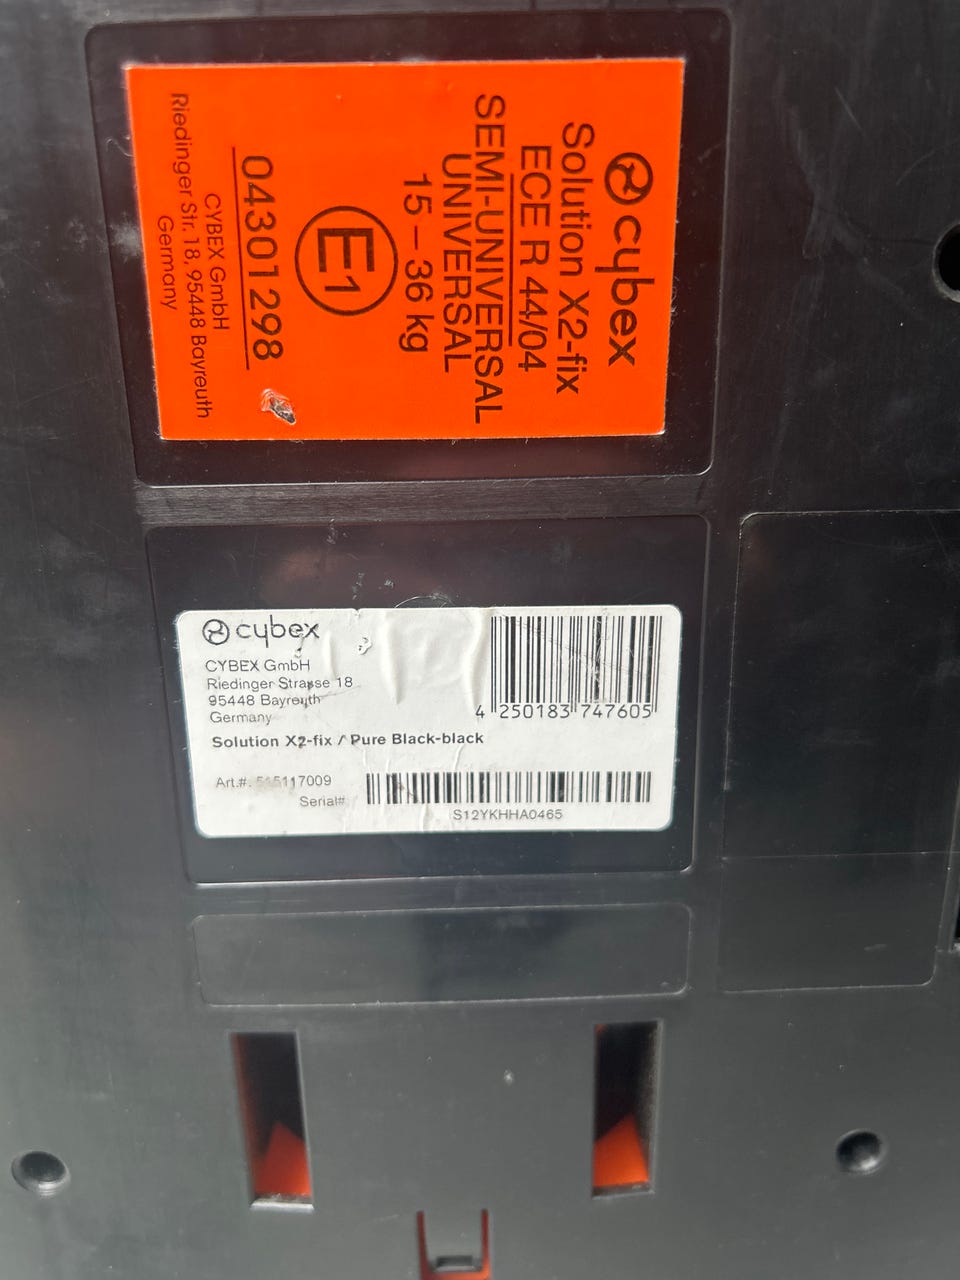 cybex
Solution X2-fix
ECE R 44/04
SEMI-UNIVERSAL
UNIVERSAL
15 – 36 kg
E1
04301298
CYBEX GmbH
Riedinger Str. 18, 95448 Bayreuth
Germany
cybex
CYBEX GmbH
Riedinger Strasse 18
95448 Bayreuth
Germany
4 250183 747605
Solution X2-fix / Pure Black-black
Art.#. 515117009
Serial#
S12YKHHA0465